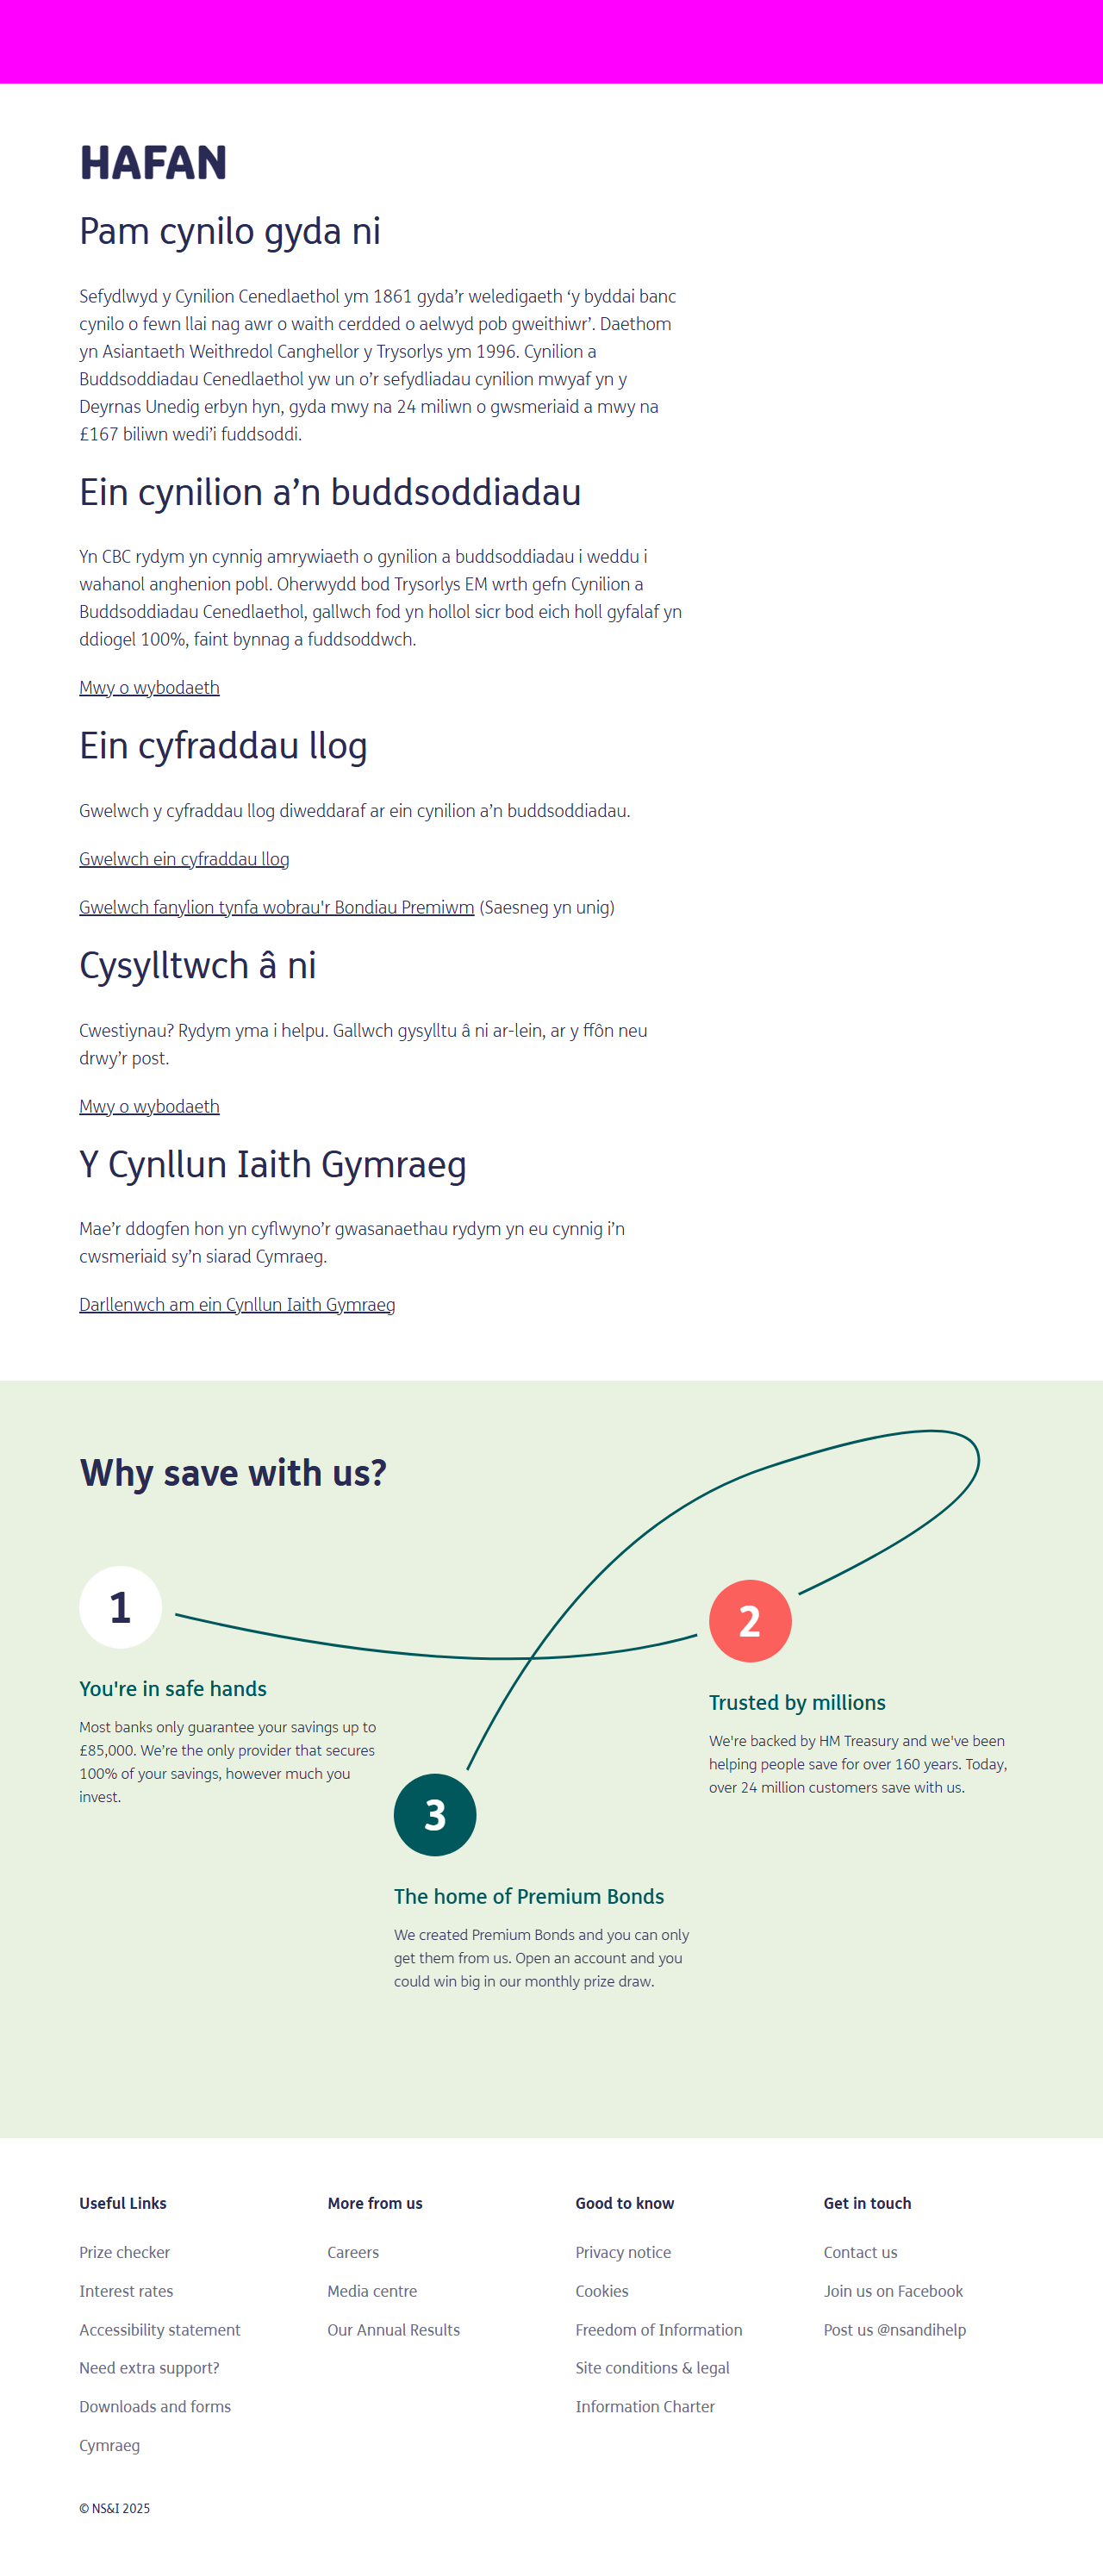 HAFAN
Pam cynilo gyda ni
Sefydlwyd y Cynilion Cenedlaethol ym 1861 gyda’r weledigaeth ‘y byddai banc
cynilo o fewn llai nag awr o waith cerdded o aelwyd pob gweithiwr’. Daethom
yn Asiantaeth Weithredol Canghellor y Trysorlys ym 1996. Cynilion a
Buddsoddiadau Cenedlaethol yw un o’r sefydliadau cynilion mwyaf yn y
Deyrnas Unedig erbyn hyn, gyda mwy na 24 miliwn o gwsmeriaid a mwy na
£167 biliwn wedi’i fuddsoddi.
Ein cynilion a’n buddsoddiadau
Yn CBC rydym yn cynnig amrywiaeth o gynilion a buddsoddiadau i weddu i
wahanol anghenion pobl. Oherwydd bod Trysorlys EM wrth gefn Cynilion a
Buddsoddiadau Cenedlaethol, gallwch fod yn hollol sicr bod eich holl gyfalaf yn
ddiogel 100%, faint bynnag a fuddsoddwch.
Mwy o wybodaeth
Ein cyfraddau llog
Gwelwch y cyfraddau llog diweddaraf ar ein cynilion a’n buddsoddiadau.
Gwelwch ein cyfraddau llog
Gwelwch fanylion tynfa wobrau'r Bondiau Premiwm (Saesneg yn unig)
Cysylltwch â ni
Cwestiynau? Rydym yma i helpu. Gallwch gysylltu â ni ar-lein, ar y ffôn neu
drwy’r post.
Mwy o wybodaeth
Y Cynllun Iaith Gymraeg
Mae’r ddogfen hon yn cyflwyno’r gwasanaethau rydym yn eu cynnig i’n
cwsmeriaid sy’n siarad Cymraeg.
Darllenwch am ein Cynllun Iaith Gymraeg
Why save with us?
1
You're in safe hands
Most banks only guarantee your savings up to
£85,000. We’re the only provider that secures
100% of your savings, however much you
invest.
2
Trusted by millions
We're backed by HM Treasury and we've been
helping people save for over 160 years. Today,
over 24 million customers save with us.
3
The home of Premium Bonds
We created Premium Bonds and you can only
get them from us. Open an account and you
could win big in our monthly prize draw.
Useful Links
Prize checker
Interest rates
Accessibility statement
Need extra support?
Downloads and forms
Cymraeg
More from us
Careers
Media centre
Our Annual Results
Good to know
Privacy notice
Cookies
Freedom of Information
Site conditions & legal
Information Charter
Get in touch
Contact us
Join us on Facebook
Post us @nsandihelp
© NS&I 2025